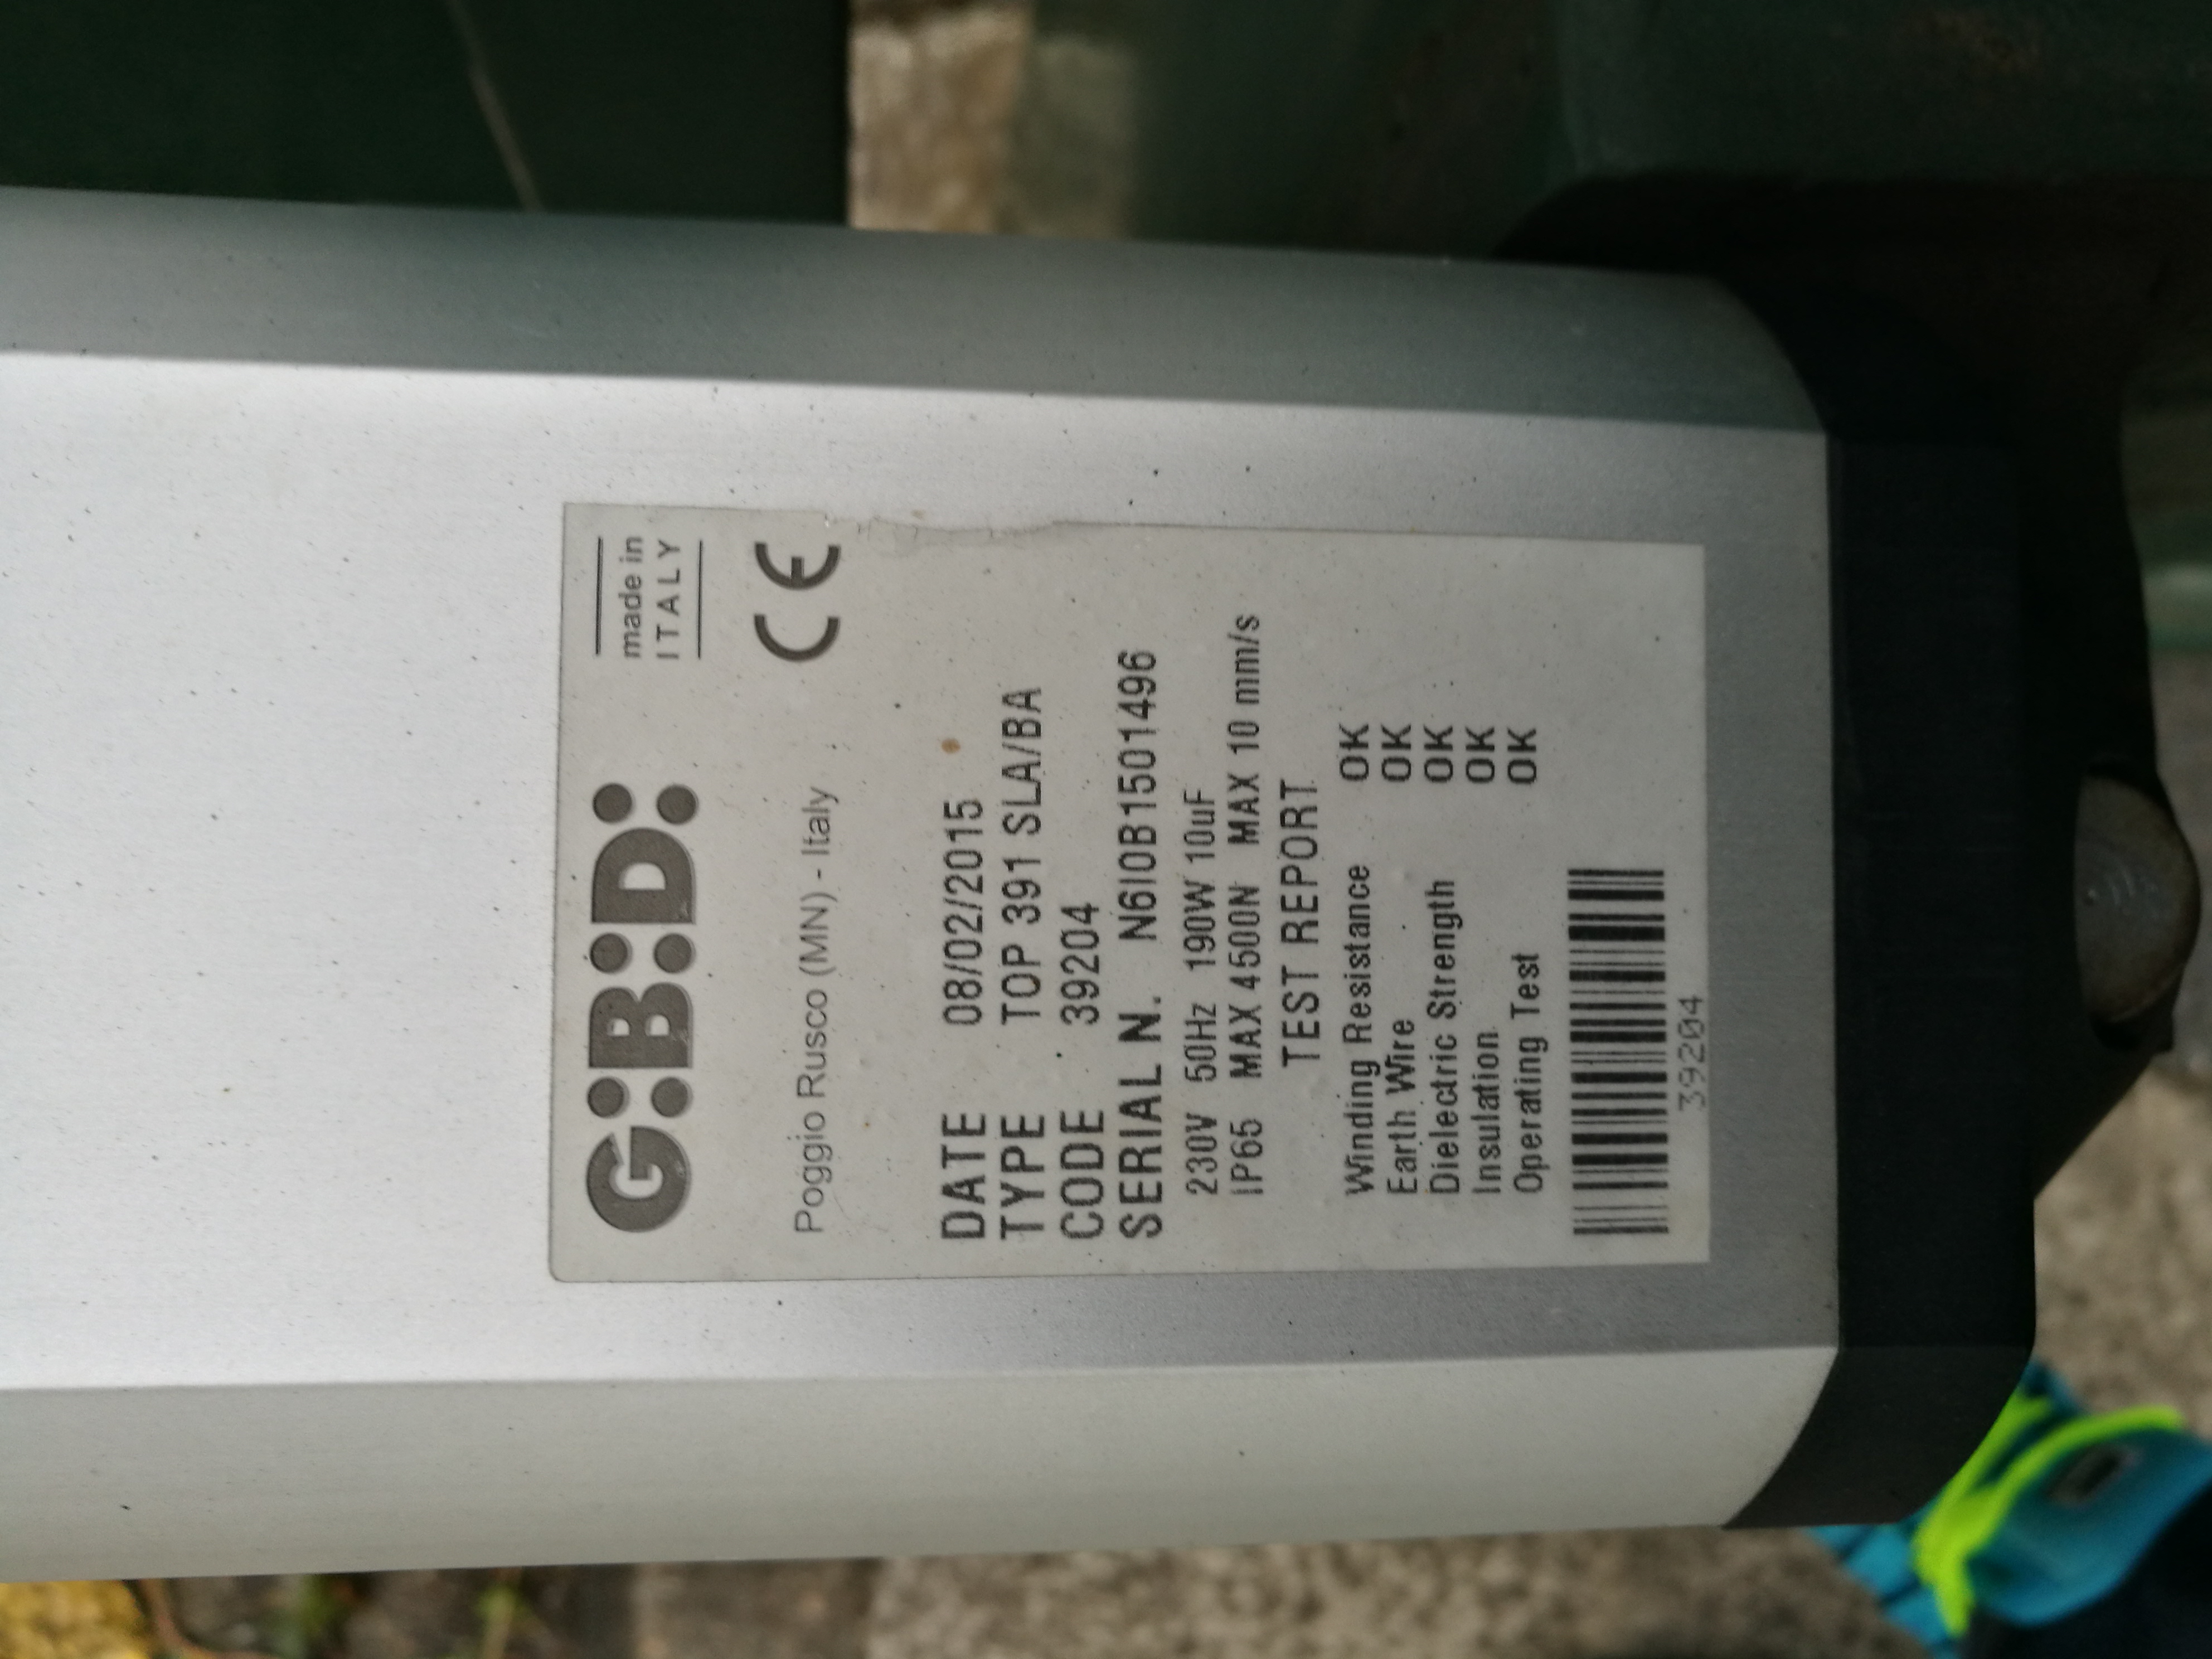 G:B:D:
made in
ITALY
Poggio Rusco (MN) - Italy
CE
DATE 08/02/2015
TYPE TOP 391 SLA/BA
CODE 39204
SERIAL N. N6I0B1501496
230V 50Hz 190W 10uF
IP65 MAX 4500N MAX 10 mm/s
TEST REPORT
Winding Resistance OK
Earth Wire OK
Dielectric Strength OK
Insulation OK
Operating Test OK
39204